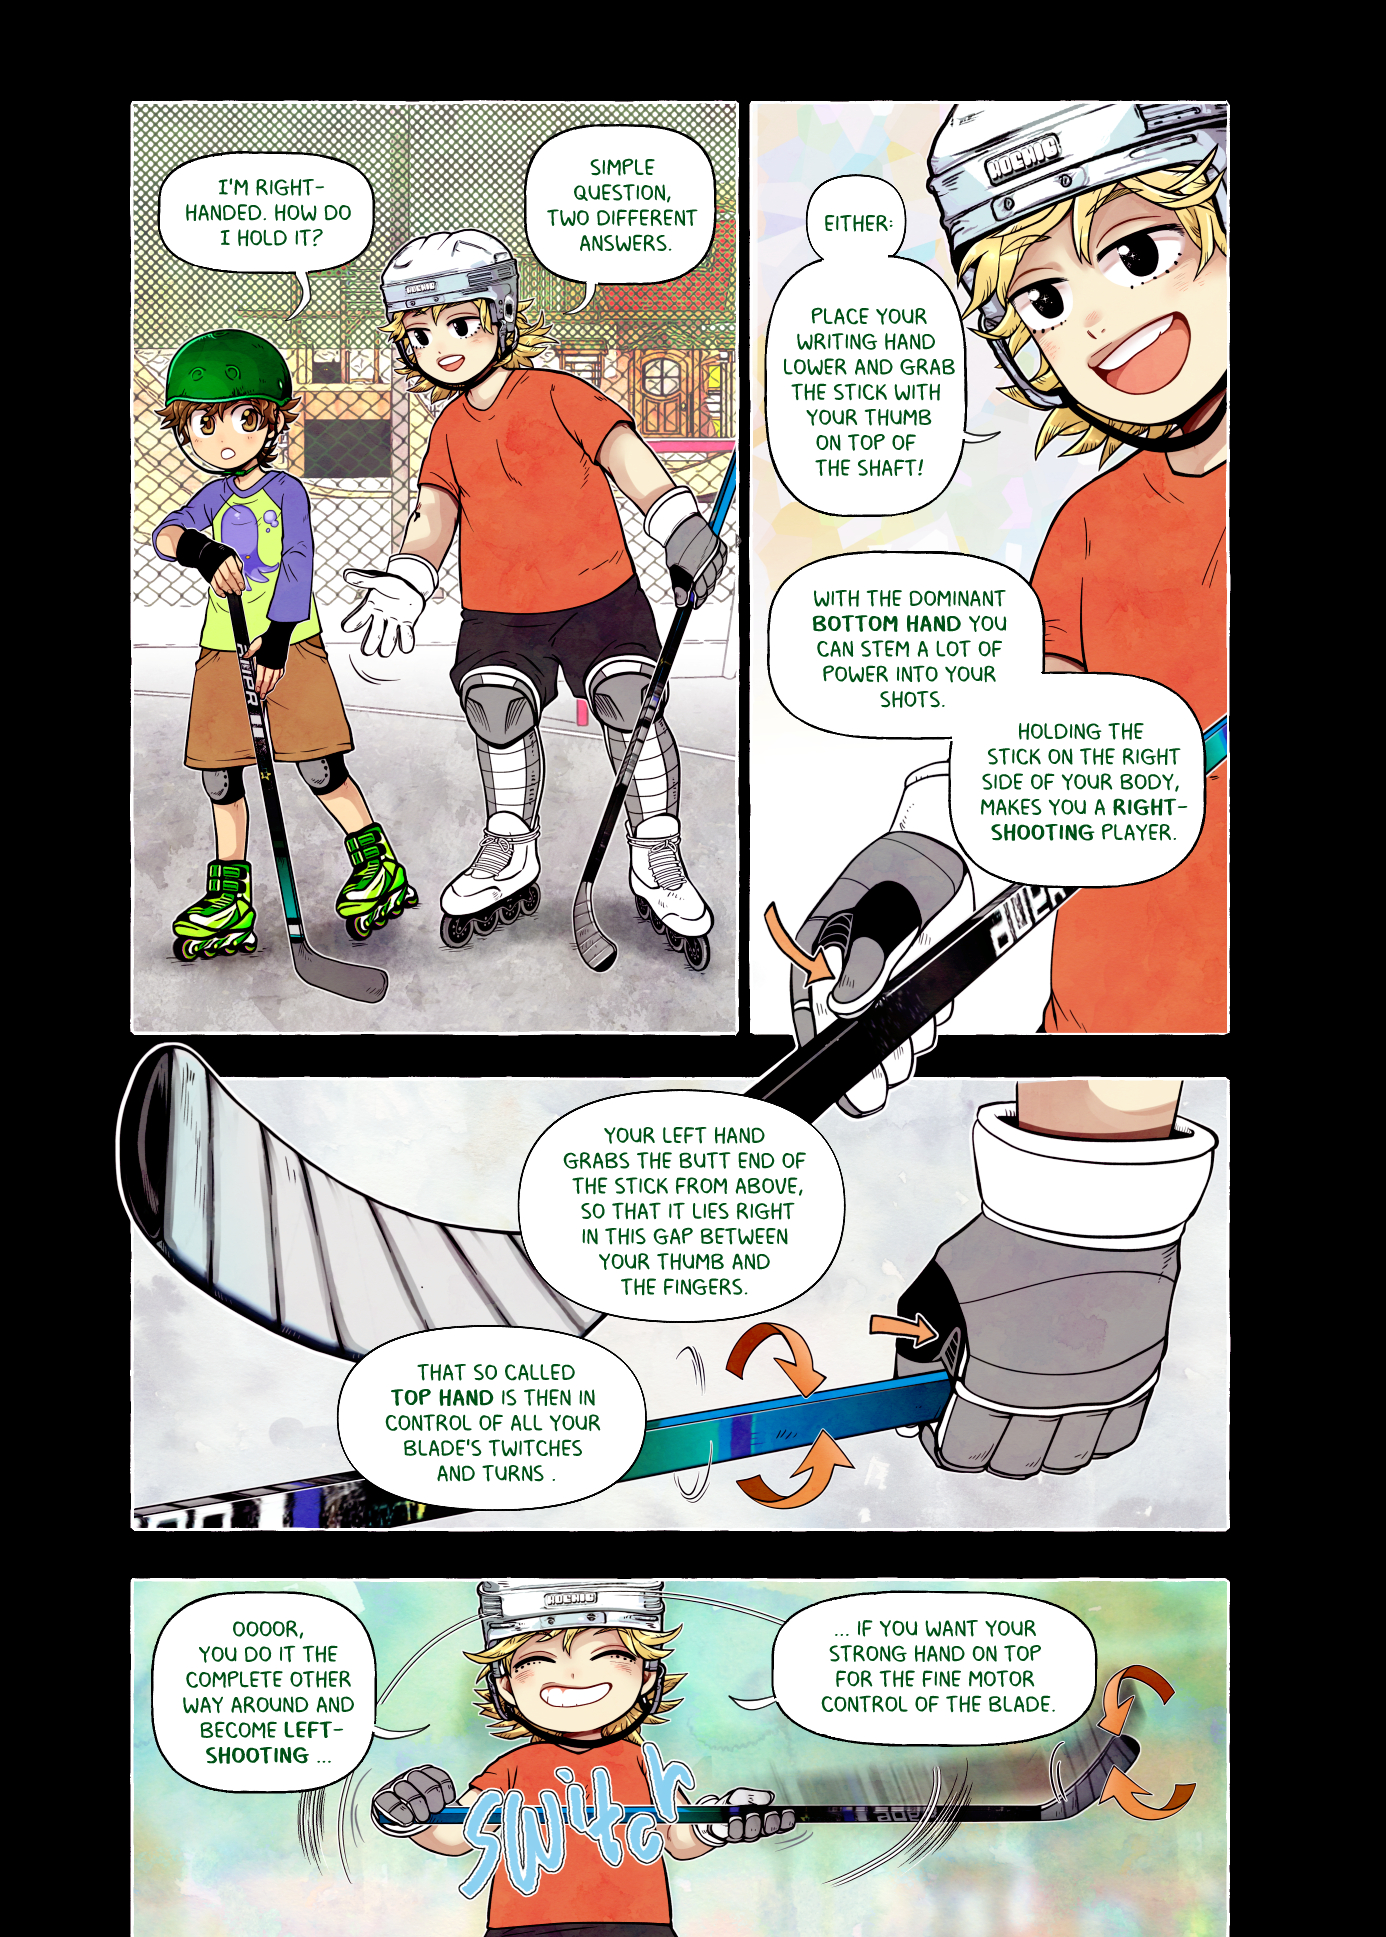 I'M RIGHT-
HANDED. HOW DO
I HOLD IT?
SIMPLE
QUESTION,
TWO DIFFERENT
ANSWERS.
HOCKIC
HOCKIC
EITHER:
PLACE YOUR
WRITING HAND
LOWER AND GRAB
THE STICK WITH
YOUR THUMB
ON TOP OF
THE SHAFT!
WITH THE DOMINANT
BOTTOM HAND YOU
CAN STEM A LOT OF
POWER INTO YOUR
SHOTS.
HOLDING THE
STICK ON THE RIGHT
SIDE OF YOUR BODY,
MAKES YOU A RIGHT-
SHOOTING PLAYER.
YOUR LEFT HAND
GRABS THE BUTT END OF
THE STICK FROM ABOVE,
SO THAT IT LIES RIGHT
IN THIS GAP BETWEEN
YOUR THUMB AND
THE FINGERS.
THAT SO CALLED
TOP HAND IS THEN IN
CONTROL OF ALL YOUR
BLADE'S TWITCHES
AND TURNS .
OOOOR,
YOU DO IT THE
COMPLETE OTHER
WAY AROUND AND
BECOME LEFT-
SHOOTING ...
HOCKIC
... IF YOU WANT YOUR
STRONG HAND ON TOP
FOR THE FINE MOTOR
CONTROL OF THE BLADE.
SWitch